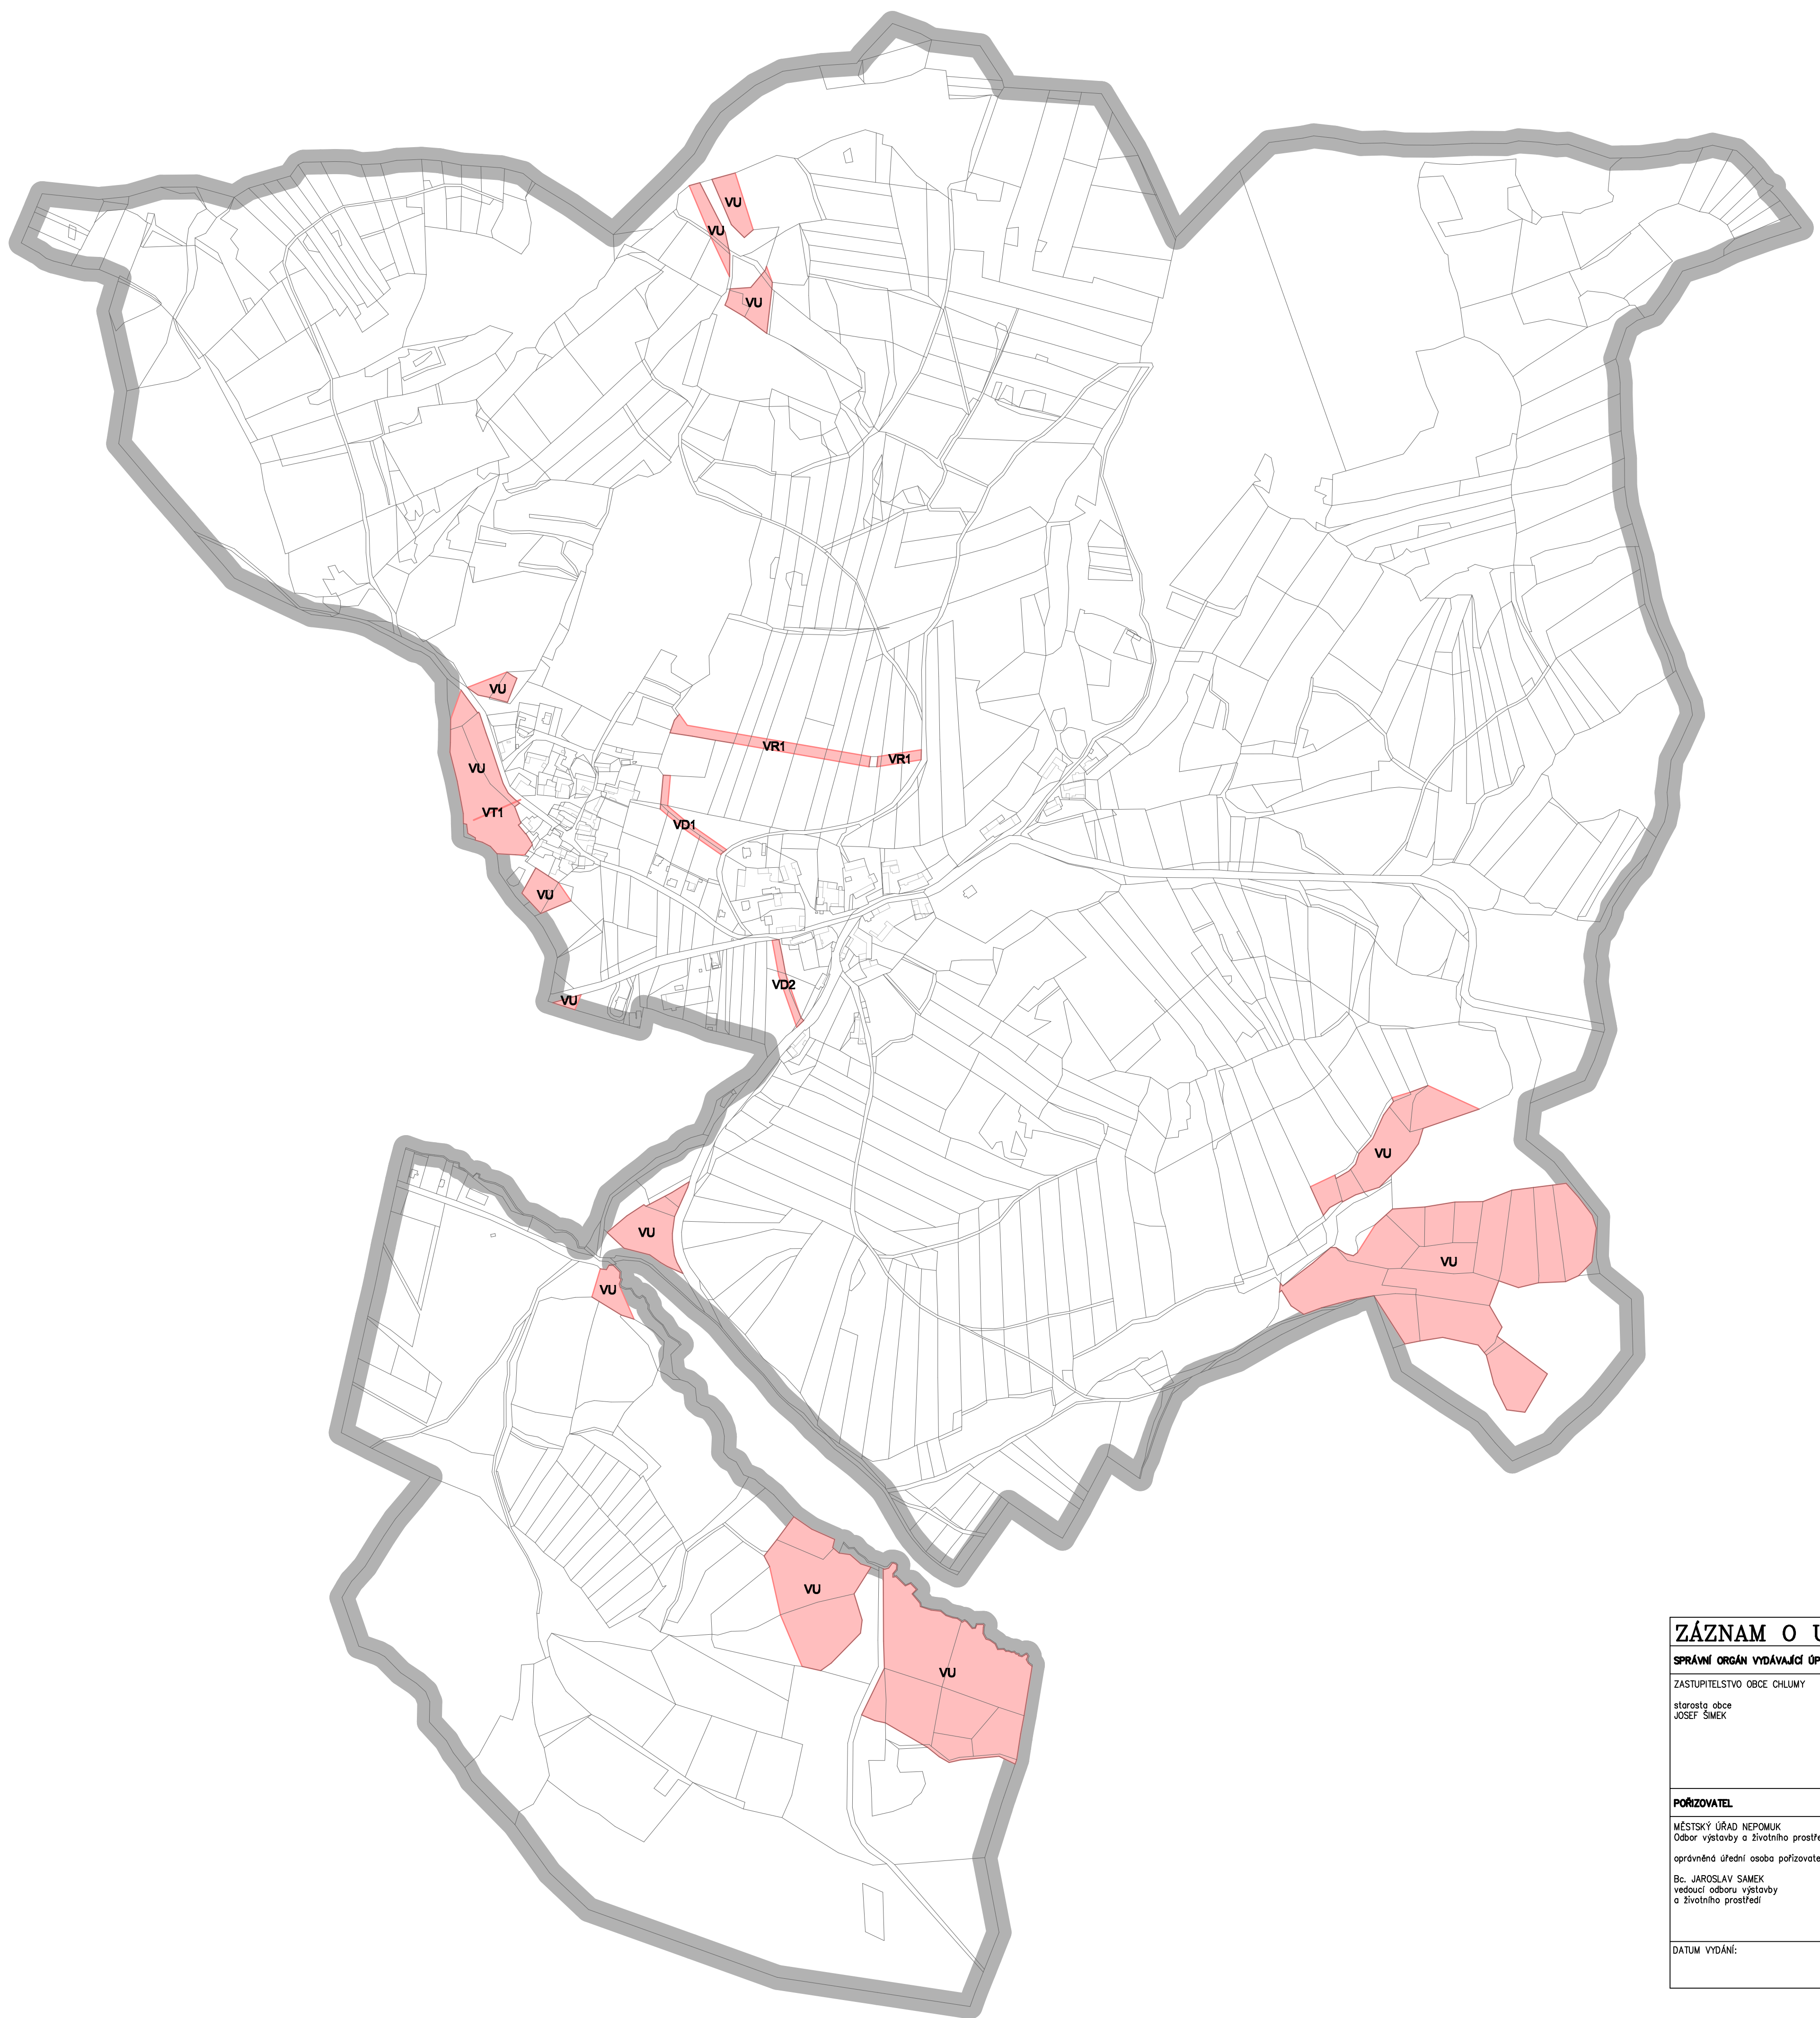 VU
VU
VU
VU
VU
VR1
VR1
VT1
VD1
VU
VD2
VU
VU
VU
VU
VU
VU
VU
ZÁZNAM O Ú
SPRÁVNÍ ORGÁN VYDÁVAJÍCÍ ÚP
ZASTUPITELSTVO OBCE CHLUMY
starosta obce
JOSEF ŠIMEK
POŘIZOVATEL
MĚSTSKÝ ÚŘAD NEPOMUK
Odbor výstavby a životního prostře
oprávněná úřední osoba pořizovate
Bc. JAROSLAV SAMEK
vedoucí odboru výstavby
a životního prostředí
DATUM VYDÁNÍ: